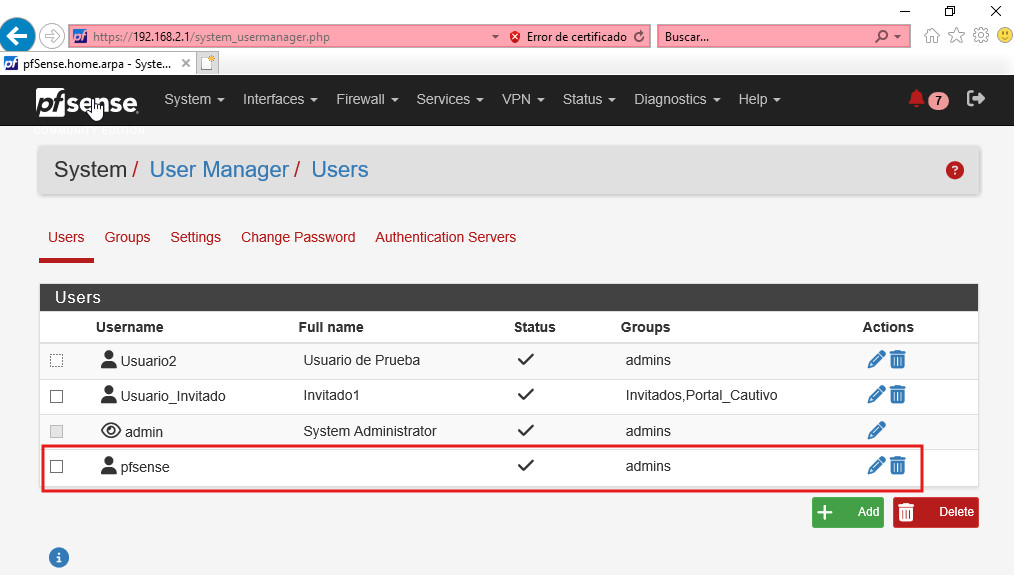 https://192.168.2.1/system_usermanager.php
Error de certificado
Buscar...
pf pfSense.home.arpa - Syste...
pfsense
COMMUNITY EDITION
System Interfaces Firewall Services VPN Status Diagnostics Help 7
System / User Manager / Users
?
Users Groups Settings Change Password Authentication Servers
Users
Username Full name Status Groups Actions
Usuario2 Usuario de Prueba admins
Usuario_Invitado Invitado1 Invitados,Portal_Cautivo
admin System Administrator admins
pfsense admins
Add Delete
i